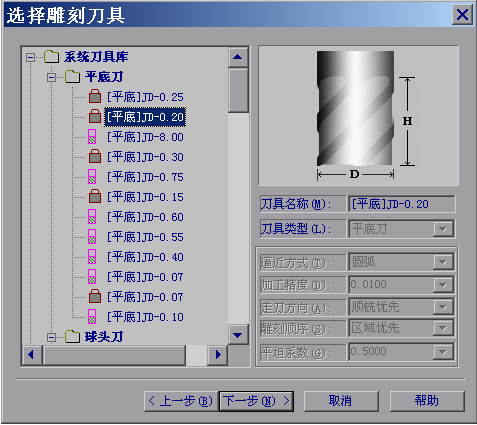 选择雕刻刀具
系统刀具库
平底刀
[平底]JD-0.25
[平底]JD-0.20
[平底]JD-8.00
[平底]JD-0.30
[平底]JD-0.75
[平底]JD-0.15
[平底]JD-0.60
[平底]JD-0.55
[平底]JD-0.40
[平底]JD-0.07
[平底]JD-0.07
[平底]JD-0.10
球头刀
H
D
刀具名称(M): [平底]JD-0.20
刀具类型(L): 平底刀
逼近方式(T): 圆弧
加工精度(D): 0.0100
走刀方向(A): 顺铣优先
雕刻顺序(S): 区域优先
平坦系数(G): 0.5000
< 上一步(B) 下一步(N) > 取消 帮助